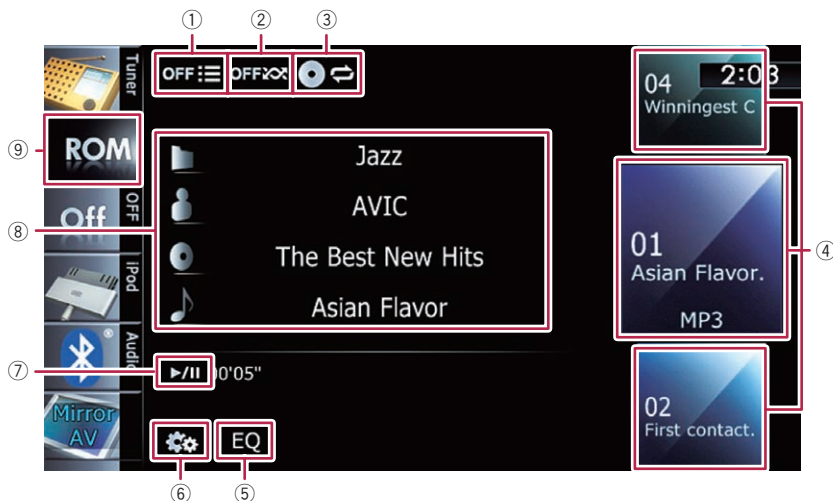 ① ② ③
OFF OFF
Tuner
04
2:03
Winningest C
⑨
ROM
Jazz
OFF
Off
AVIC
⑧
④
01
The Best New Hits
Asian Flavor.
iPod
Asian Flavor
MP3
Audio
⑦
►/II 00'05"
02
First contact.
Mirror
AV
EQ
⑥ ⑤